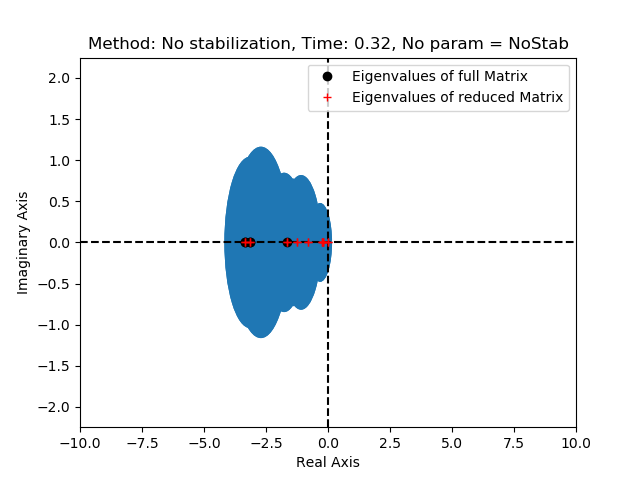 Method: No stabilization, Time: 0.32, No param = NoStab
Eigenvalues of full Matrix
Eigenvalues of reduced Matrix
2.0
1.5
1.0
0.5
0.0
−0.5
−1.0
−1.5
−2.0
Imaginary Axis
−10.0 −7.5 −5.0 −2.5 0.0 2.5 5.0 7.5 10.0
Real Axis